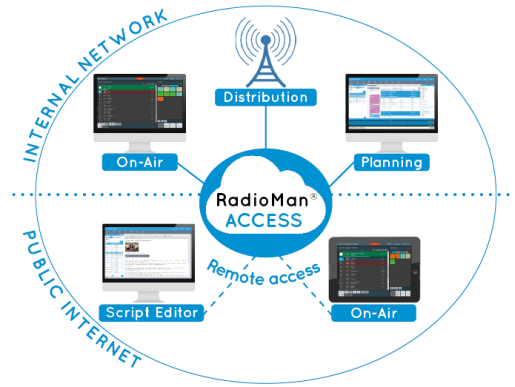 INTERNAL NETWORK
Distribution
On-Air
Planning
RadioMan®
ACCESS
Remote access
PUBLIC INTERNET
Script Editor
On-Air